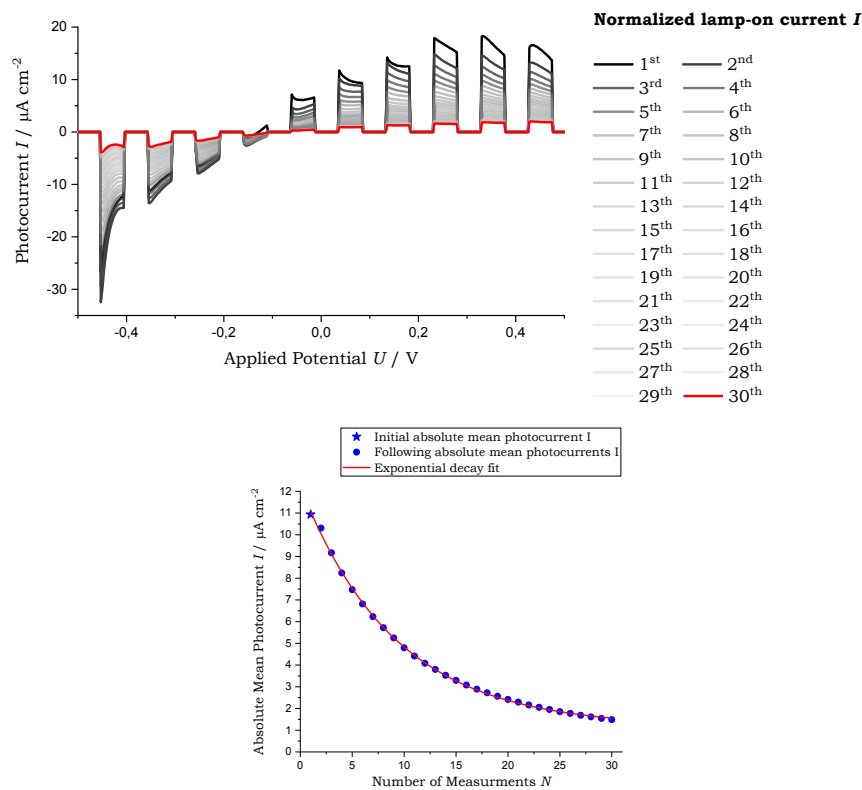 Normalized lamp-on current I
1st 2nd
3rd 4th
5th 6th
7th 8th
9th 10th
11th 12th
13th 14th
15th 16th
17th 18th
19th 20th
21th 22th
23th 24th
25th 26th
27th 28th
29th 30th
Photocurrent I / µA cm-2
20
10
0
-10
-20
-30
-0,4 -0,2 0,0 0,2 0,4
Applied Potential U / V
Initial absolute mean photocurrent I
Following absolute mean photocurrents I
Exponential decay fit
Absolute Mean Photocurrent I / µA cm-2
12
11
10
9
8
7
6
5
4
3
2
1
0
0 5 10 15 20 25 30
Number of Measurments N